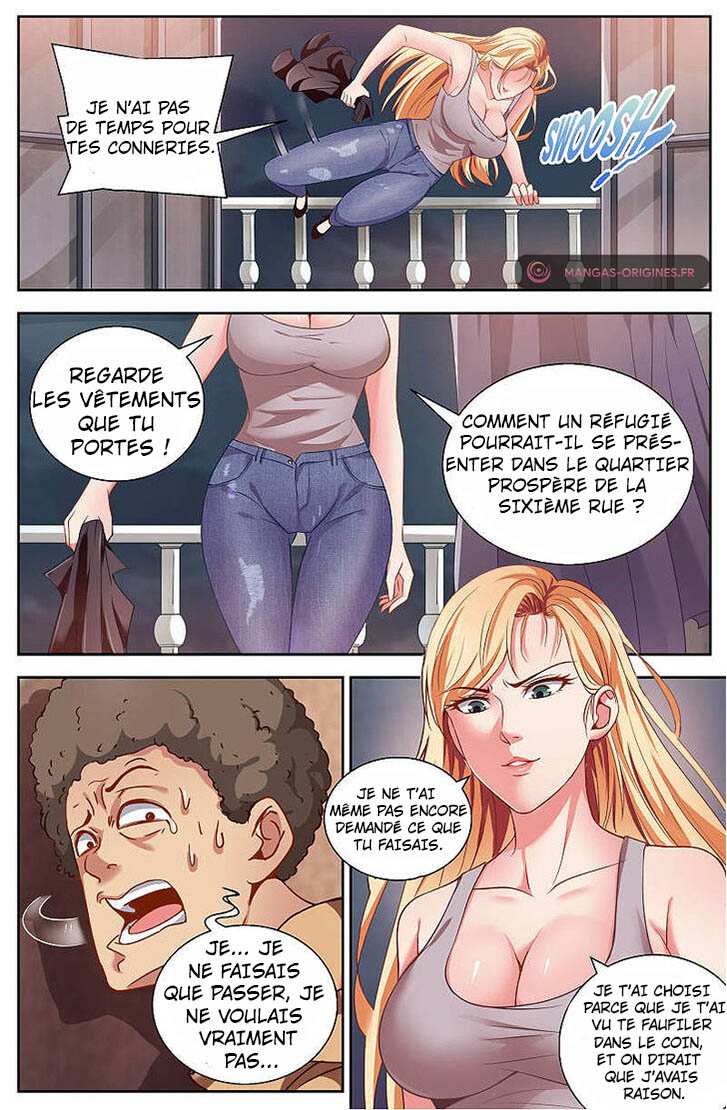 JE N'AI PAS
DE TEMPS POUR
TES CONNERIES.
SWOOSH!
MANGAS-ORIGINES.FR
REGARDE
LES VÊTEMENTS
QUE TU
PORTES !
COMMENT UN RÉFUGIÉ
POURRAIT-IL SE PRÉS-
ENTER DANS LE QUARTIER
PROSPÈRE DE LA
SIXIÈME RUE ?
JE... JE
NE FAISAIS
QUE PASSER, JE
NE VOULAIS
VRAIMENT
PAS...
JE NE T'AI
MÊME PAS ENCORE
DEMANDÉ CE QUE
TU FAISAIS.
JE T'AI CHOISI
PARCE QUE JE T'AI
VU TE FAUFILER
DANS LE COIN,
ET ON DIRAIT
QUE J'AVAIS
RAISON.